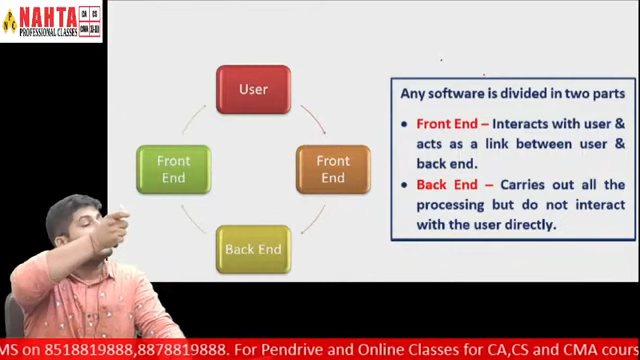 NAHTA
PROFESSIONAL CLASSES
CA
CS
CMA
User
Front
End
Front
End
Back End
Any software is divided in two parts
• Front End – Interacts with user &
acts as a link between user &
back end.
• Back End – Carries out all the
processing but do not interact
with the user directly.
MS on 8518819888,8878819888. For Pendrive and Online Classes for CA,CS and CMA cours